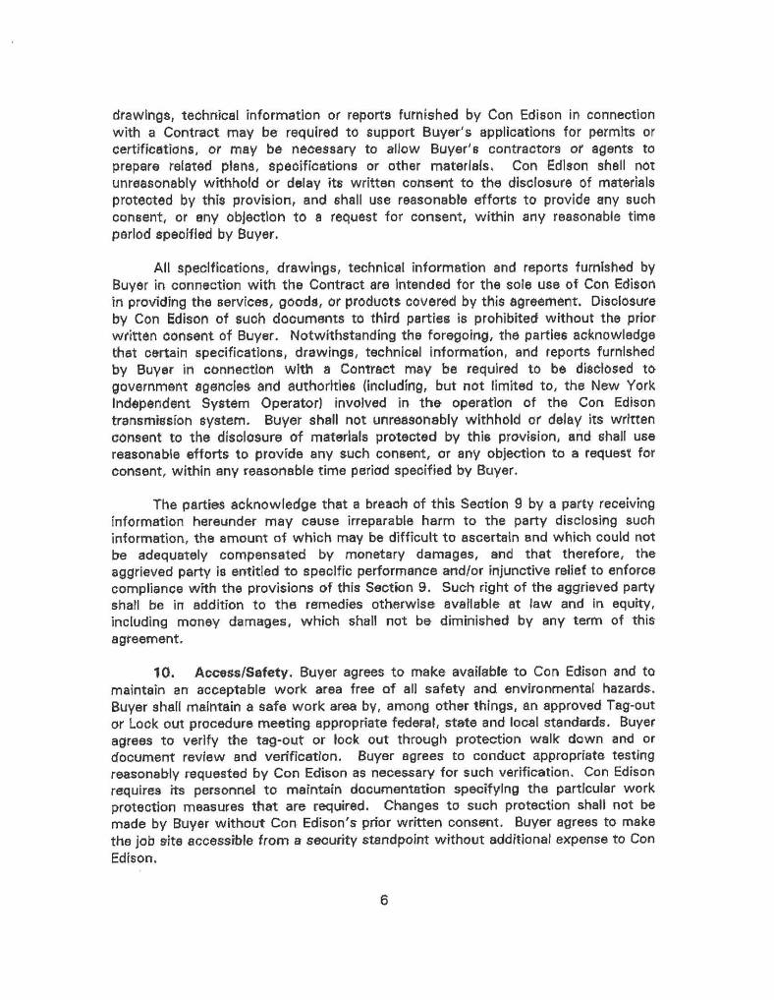 drawings, technical information or reports furnished by Con Edison in connection
with a Contract may be required to support Buyer's applications for permits or
certifications, or may be necessary to allow Buyer's contractors or agents to
prepare related plans, specifications or other materials. Con Edison shall not
unreasonably withhold or delay its written consent to the disclosure of materials
protected by this provision, and shall use reasonable efforts to provide any such
consent, or any objection to a request for consent, within any reasonable time
period specified by Buyer.
All specifications, drawings, technical information and reports furnished by
Buyer in connection with the Contract are intended for the sole use of Con Edison
in providing the services, goods, or products covered by this agreement. Disclosure
by Con Edison of such documents to third parties is prohibited without the prior
written consent of Buyer. Notwithstanding the foregoing, the parties acknowledge
that certain specifications, drawings, technical information, and reports furnished
by Buyer in connection with a Contract may be required to be disclosed to
government agencies and authorities (including, but not limited to, the New York
Independent System Operator) involved in the operation of the Con Edison
transmission system. Buyer shall not unreasonably withhold or delay its written
consent to the disclosure of materials protected by this provision, and shall use
reasonable efforts to provide any such consent, or any objection to a request for
consent, within any reasonable time period specified by Buyer.
The parties acknowledge that a breach of this Section 9 by a party receiving
information hereunder may cause irreparable harm to the party disclosing such
information, the amount of which may be difficult to ascertain and which could not
be adequately compensated by monetary damages, and that therefore, the
aggrieved party is entitled to specific performance and/or injunctive relief to enforce
compliance with the provisions of this Section 9. Such right of the aggrieved party
shall be in addition to the remedies otherwise available at law and in equity,
including money damages, which shall not be diminished by any term of this
agreement.
10. Access/Safety. Buyer agrees to make available to Con Edison and to
maintain an acceptable work area free of all safety and environmental hazards.
Buyer shall maintain a safe work area by, among other things, an approved Tag-out
or Lock out procedure meeting appropriate federal, state and local standards. Buyer
agrees to verify the tag-out or lock out through protection walk down and or
document review and verification. Buyer agrees to conduct appropriate testing
reasonably requested by Con Edison as necessary for such verification. Con Edison
requires its personnel to maintain documentation specifying the particular work
protection measures that are required. Changes to such protection shall not be
made by Buyer without Con Edison's prior written consent. Buyer agrees to make
the job site accessible from a security standpoint without additional expense to Con
Edison.
6